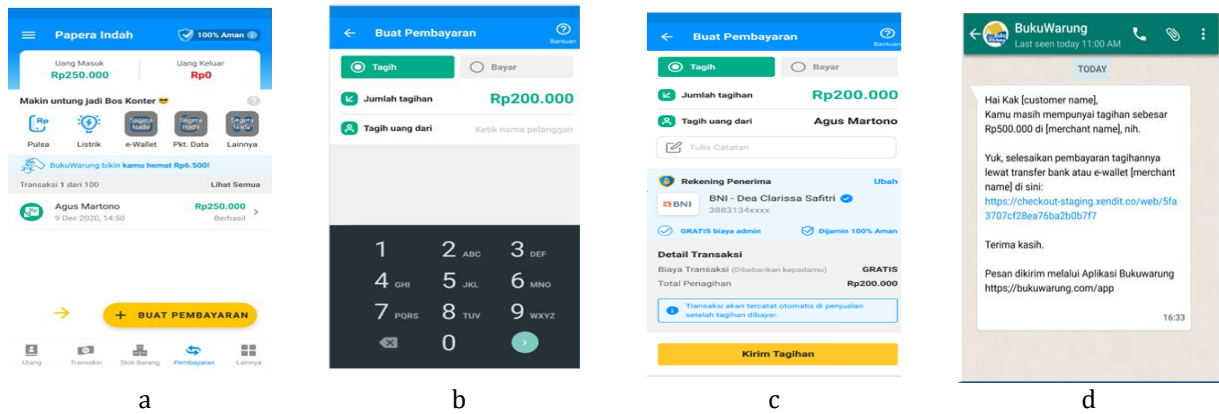 Papera Indah
100% Aman
Uang Masuk
Rp250.000
Uang Keluar
Rp0
Makin untung jadi Bos Konter
Rp
Segera Hadir
Segera Hadir
Segera Hadir
Pulsa
Listrik
e-Wallet
Pkt. Data
Lainnya
BukuWarung bikin kamu hemat Rp6.500!
Transaksi 1 dari 100
Lihat Semua
Agus Martono
Rp250.000
9 Dec 2020, 14:50
Berhasil
+ BUAT PEMBAYARAN
Utang
Transaksi
Stok Barang
Pembayaran
Lainnya
a
Buat Pembayaran
Bantuan
Tagih
Bayar
Jumlah tagihan
Rp200.000
Tagih uang dari
Ketik nama pelanggan
1
2 ABC
3 DEF
4 GHI
5 JKL
6 MNO
7 PQRS
8 TUV
9 WXYZ
0
b
Buat Pembayaran
Bantuan
Tagih
Bayar
Jumlah tagihan
Rp200.000
Tagih uang dari
Agus Martono
Tulis Catatan
Rekening Penerima
Ubah
BNI
BNI - Dea Clarissa Safitri
3883134xxxx
GRATIS biaya admin
Dijamin 100% Aman
Detail Transaksi
Biaya Transaksi (Dibebankan kepadamu)
GRATIS
Total Penagihan
Rp200.000
Transaksi akan tercatat otomatis di penjualan
setelah tagihan dibayar.
Kirim Tagihan
c
BukuWarung
Last seen today 11:00 AM
TODAY
Hai Kak [customer name],
Kamu masih mempunyai tagihan sebesar
Rp500.000 di [merchant name], nih.
Yuk, selesaikan pembayaran tagihannya
lewat transfer bank atau e-wallet [merchant
name] di sini:
https://checkout-staging.xendit.co/web/5fa
3707cf28ea76ba2b0b7f7
Terima kasih.
Pesan dikirim melalui Aplikasi Bukuwarung
https://bukuwarung.com/app
16:33
d